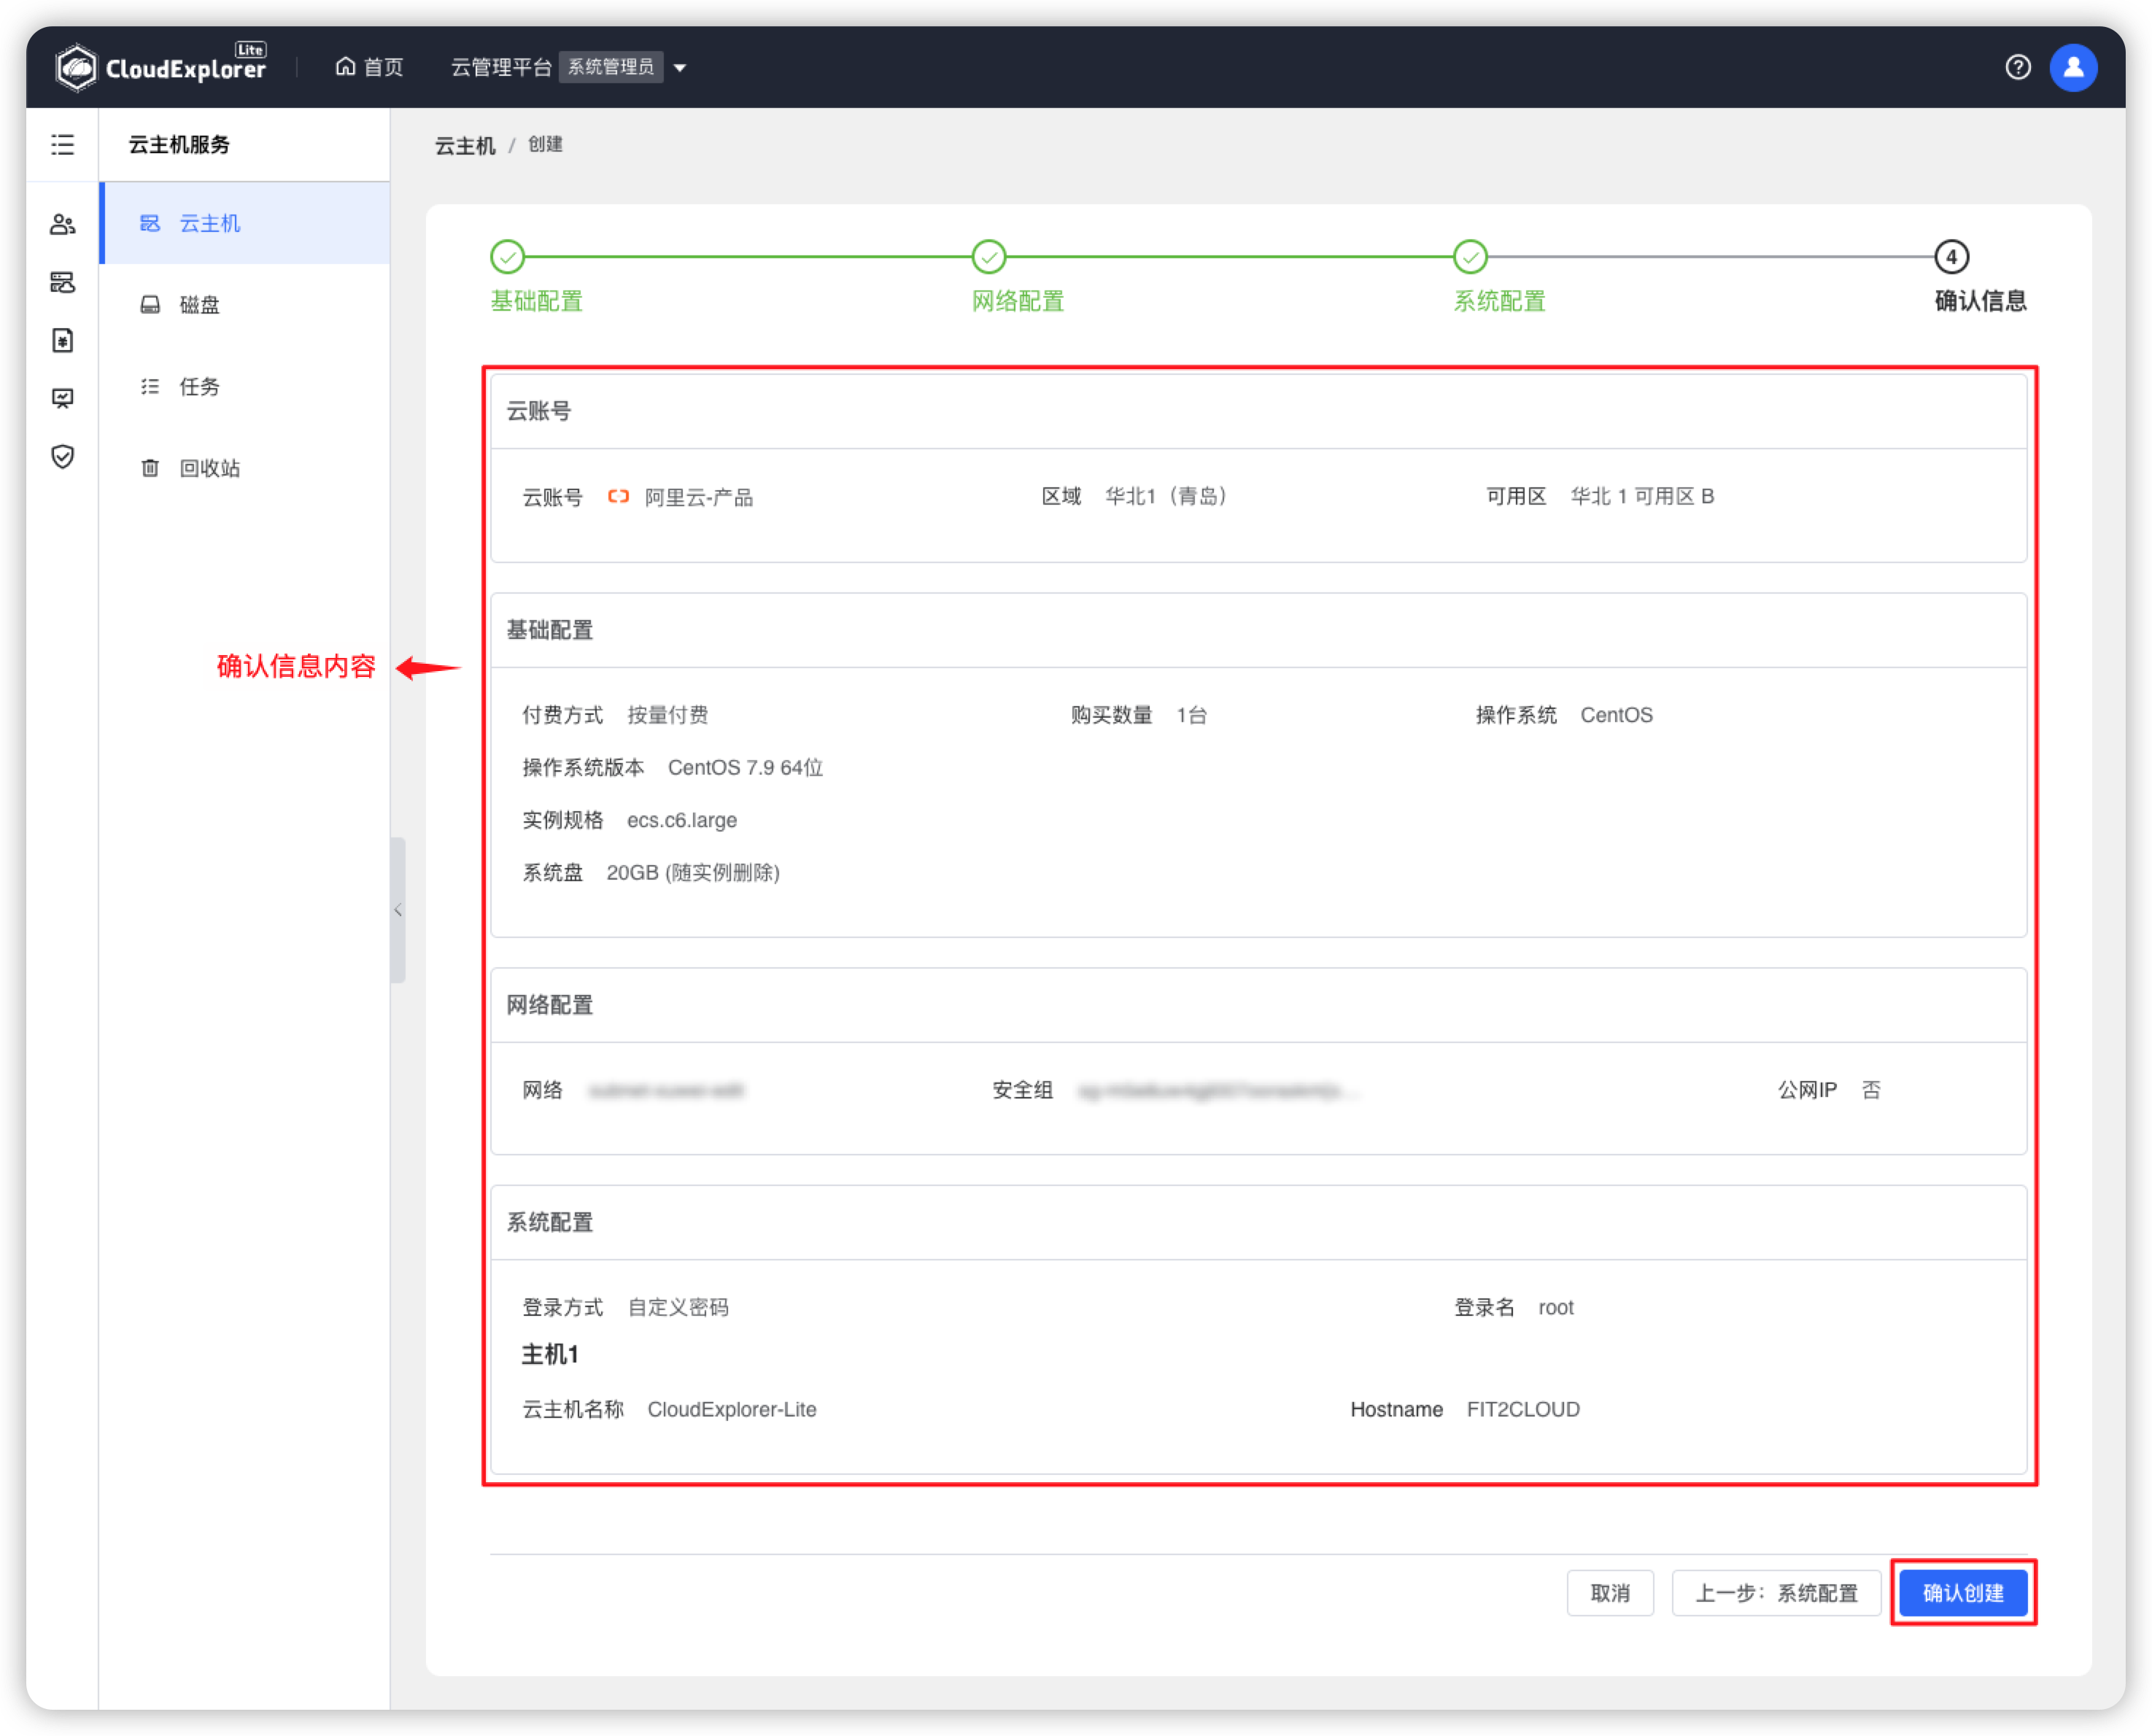 CloudExplorer Lite
首页
云管理平台 系统管理员
云主机服务
云主机 / 创建
云主机
磁盘
任务
回收站
4
基础配置 网络配置 系统配置 确认信息
云账号
云账号 阿里云-产品 区域 华北1（青岛） 可用区 华北 1 可用区 B
基础配置
确认信息内容
付费方式 按量付费 购买数量 1台 操作系统 CentOS
操作系统版本 CentOS 7.9 64位
实例规格 ecs.c6.large
系统盘 20GB (随实例删除)
网络配置
网络 安全组 公网IP 否
系统配置
登录方式 自定义密码 登录名 root
主机1
云主机名称 CloudExplorer-Lite Hostname FIT2CLOUD
取消 上一步：系统配置 确认创建